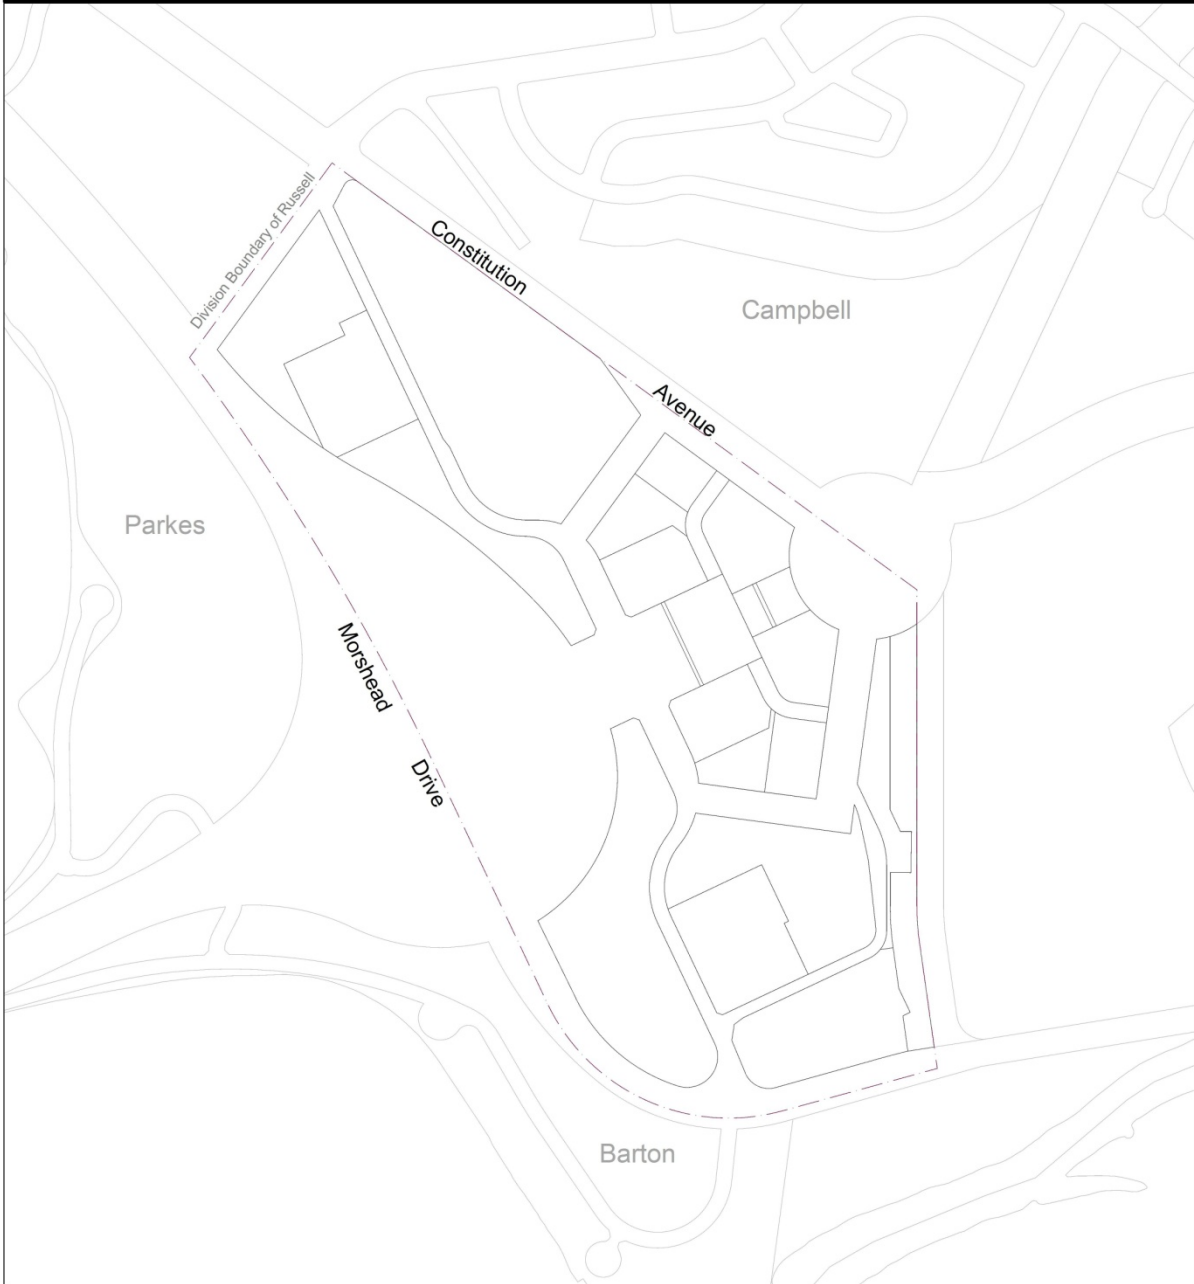 Division Boundary of Russell
Constitution
Avenue
Campbell
Parkes
Morshead
Drive
Barton